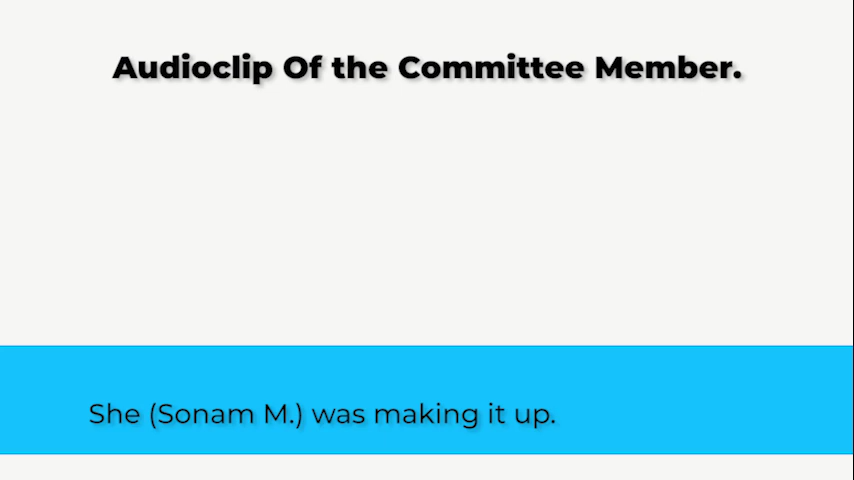 Audioclip Of the Committee Member.
She (Sonam M.) was making it up.